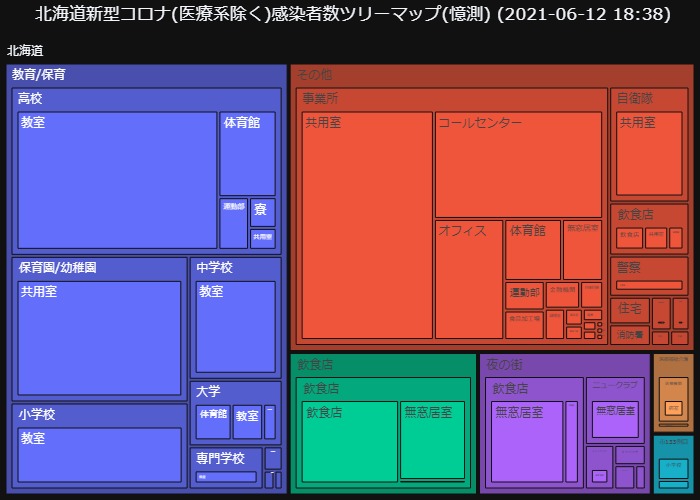 北海道新型コロナ(医療系除く)感染者数ツリーマップ(憶測) (2021-06-12 18:38)
北海道
教育/保育
高校
教室
体育館
運動部
寮
共用室
保育園/幼稚園
共用室
中学校
教室
小学校
教室
大学
体育館
教室
専門学校
その他
事業所
共用室
コールセンター
オフィス
体育館
無窓居室
運動部
自衛隊
共用室
飲食店
飲食店
共用室
警察
住宅
消防署
飲食店
飲食店
飲食店
無窓居室
夜の街
飲食店
無窓居室
ニュークラブ
無窓居室